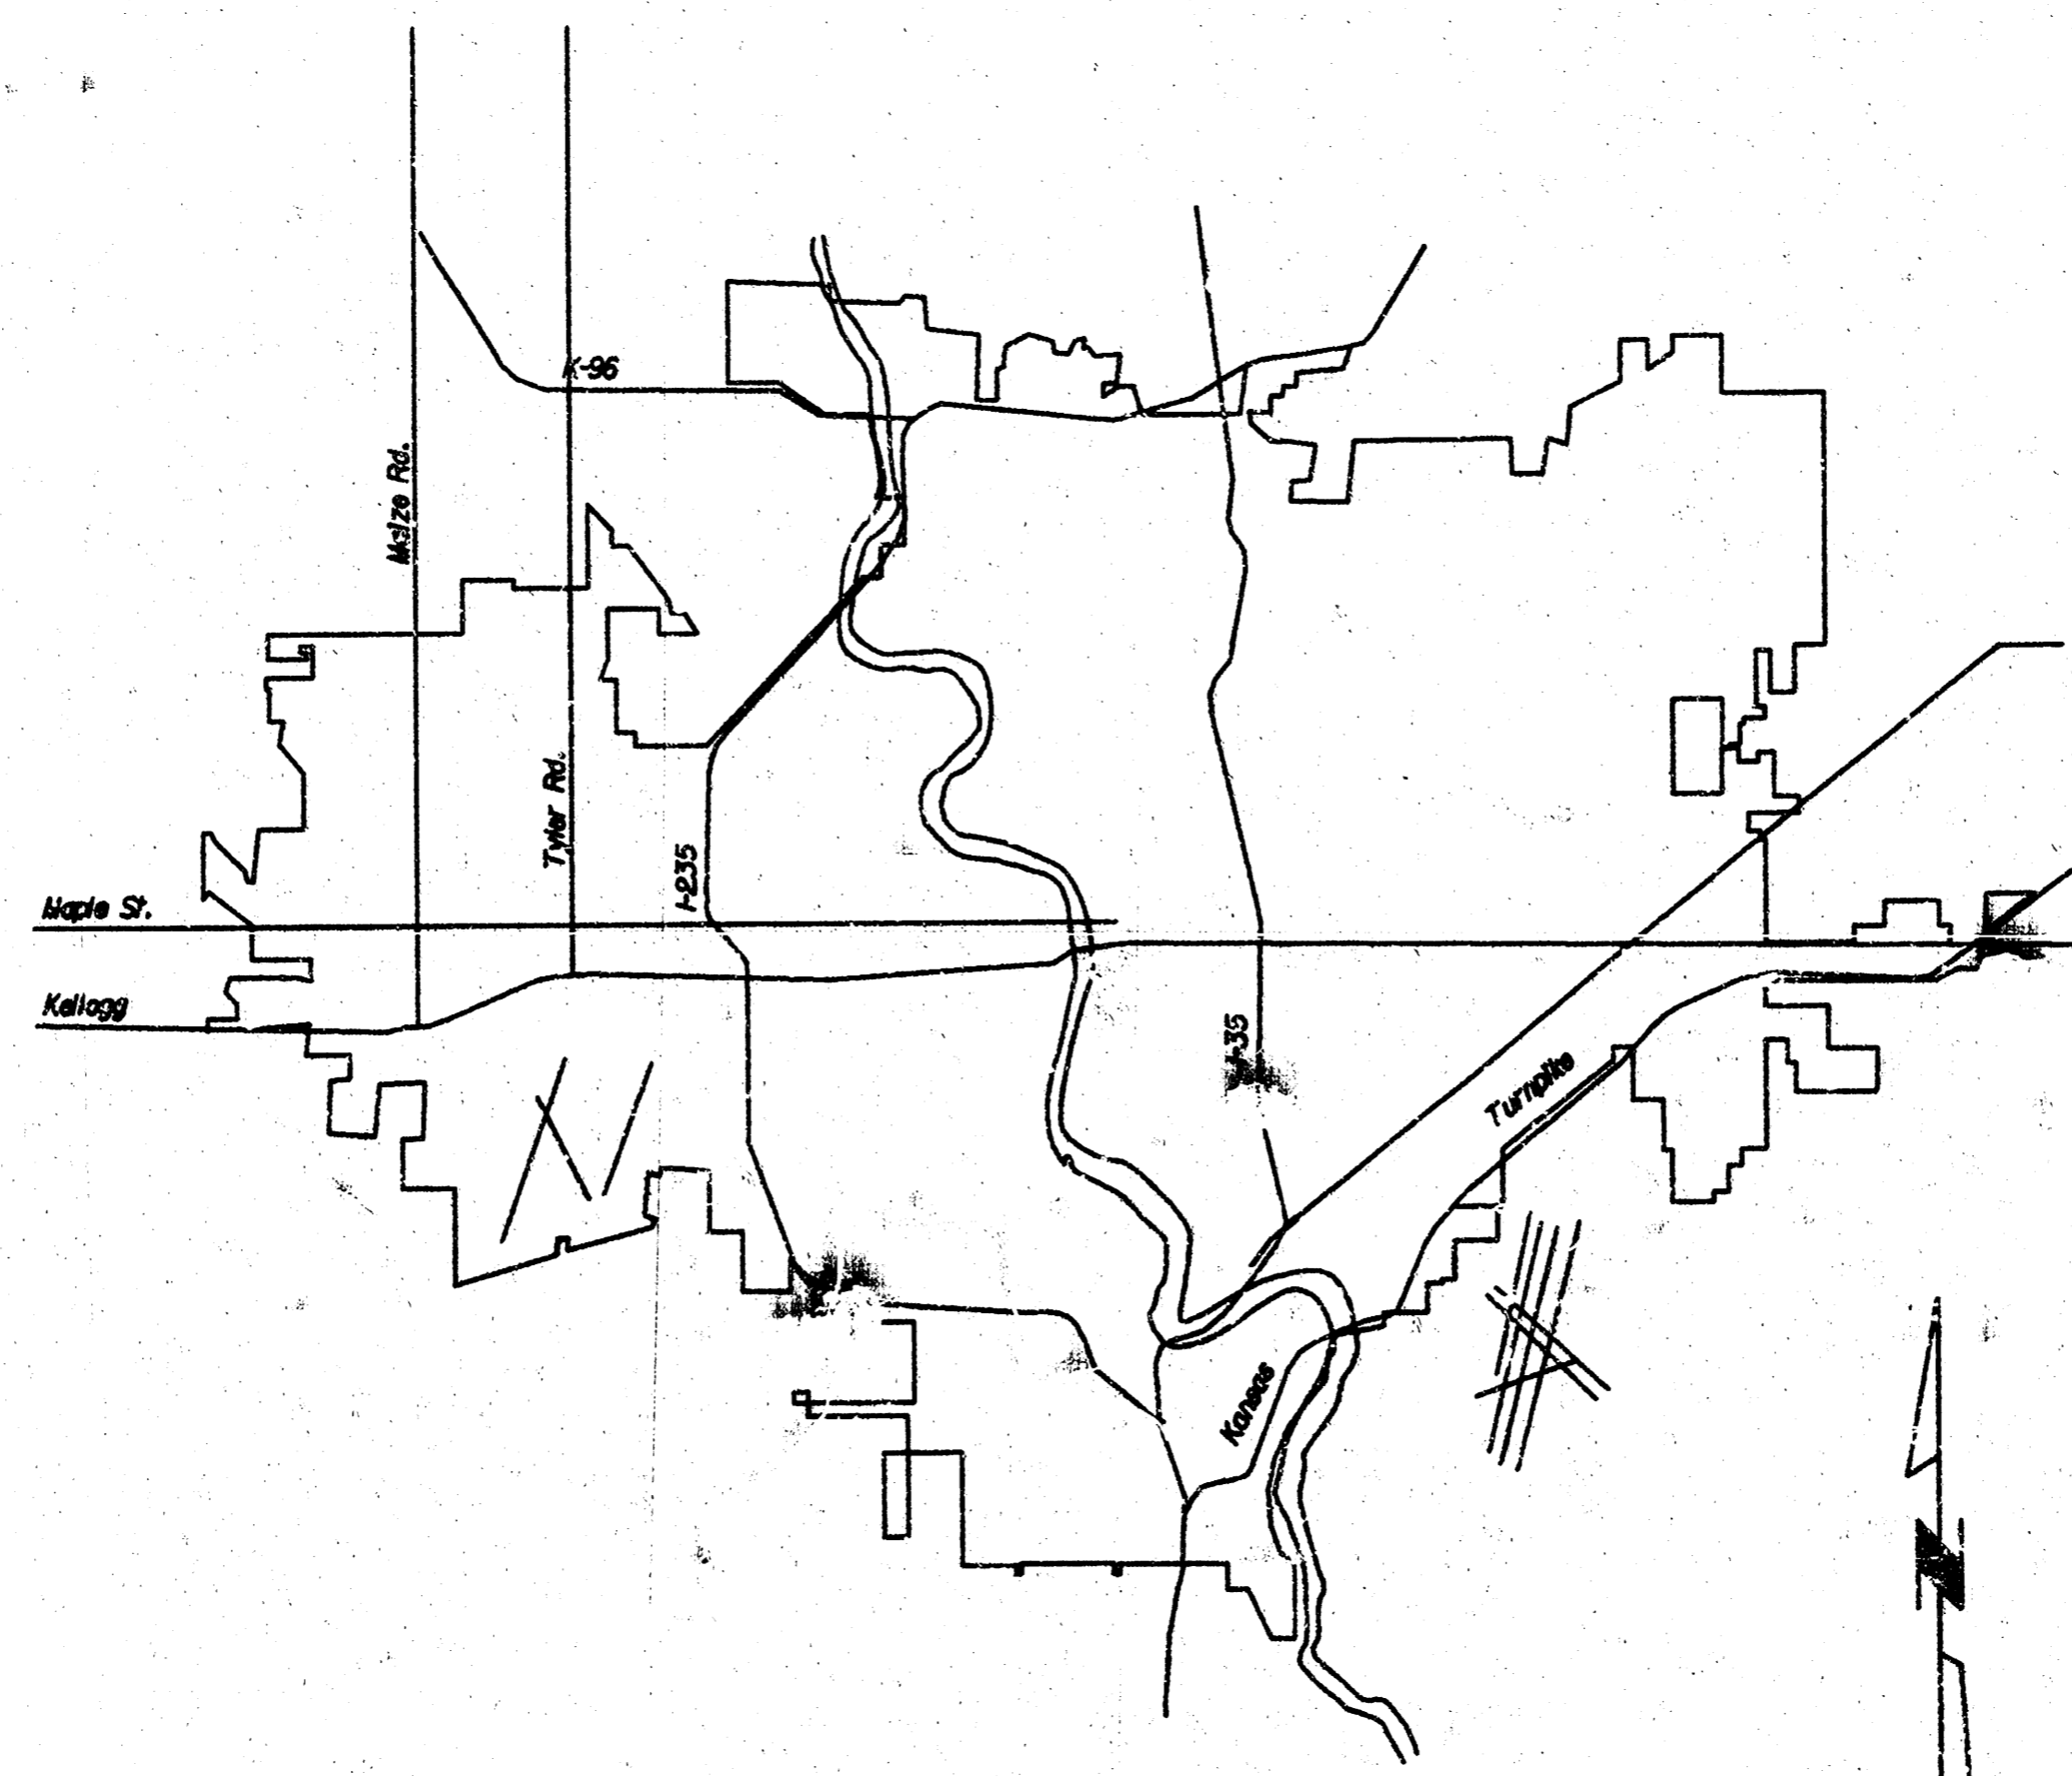 K-96
Maize Rd.
Tyler Rd.
I-235
Maple St.
Kellogg
I-35
Turnpike
Kansas
N